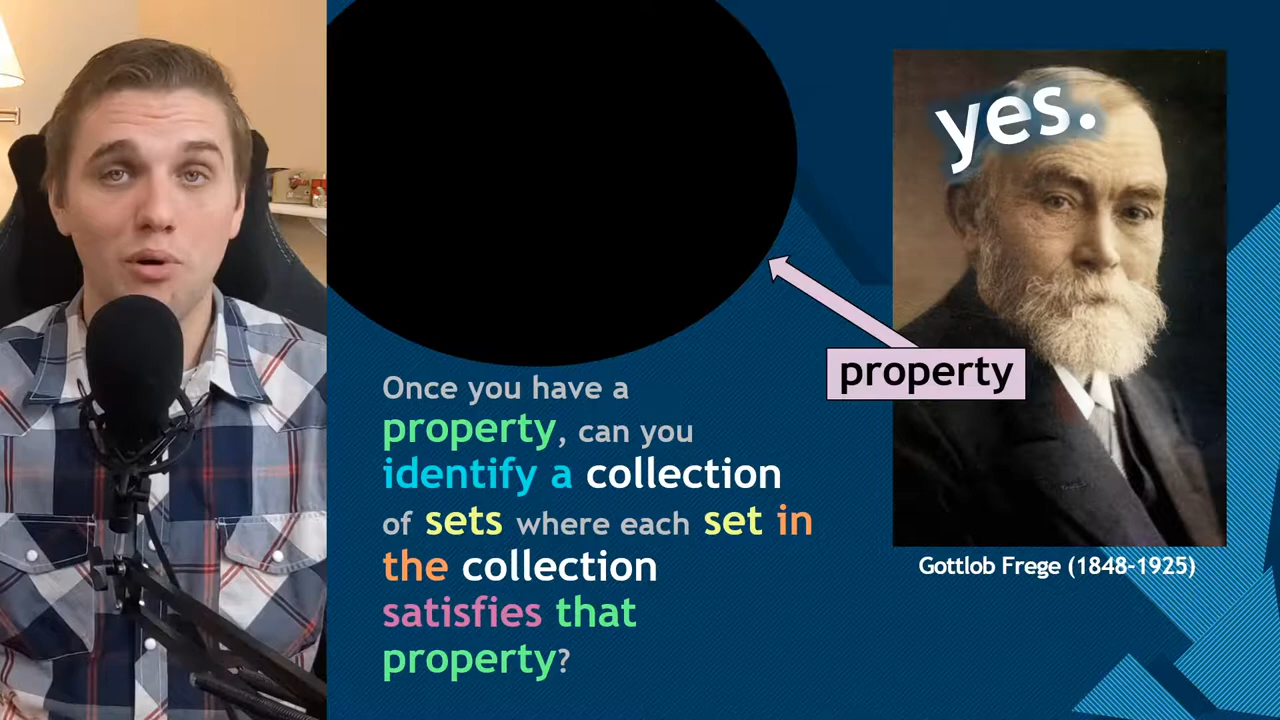 yes.
property
Once you have a
property, can you
identify a collection
of sets where each set in
the collection
satisfies that
property?
Gottlob Frege (1848-1925)